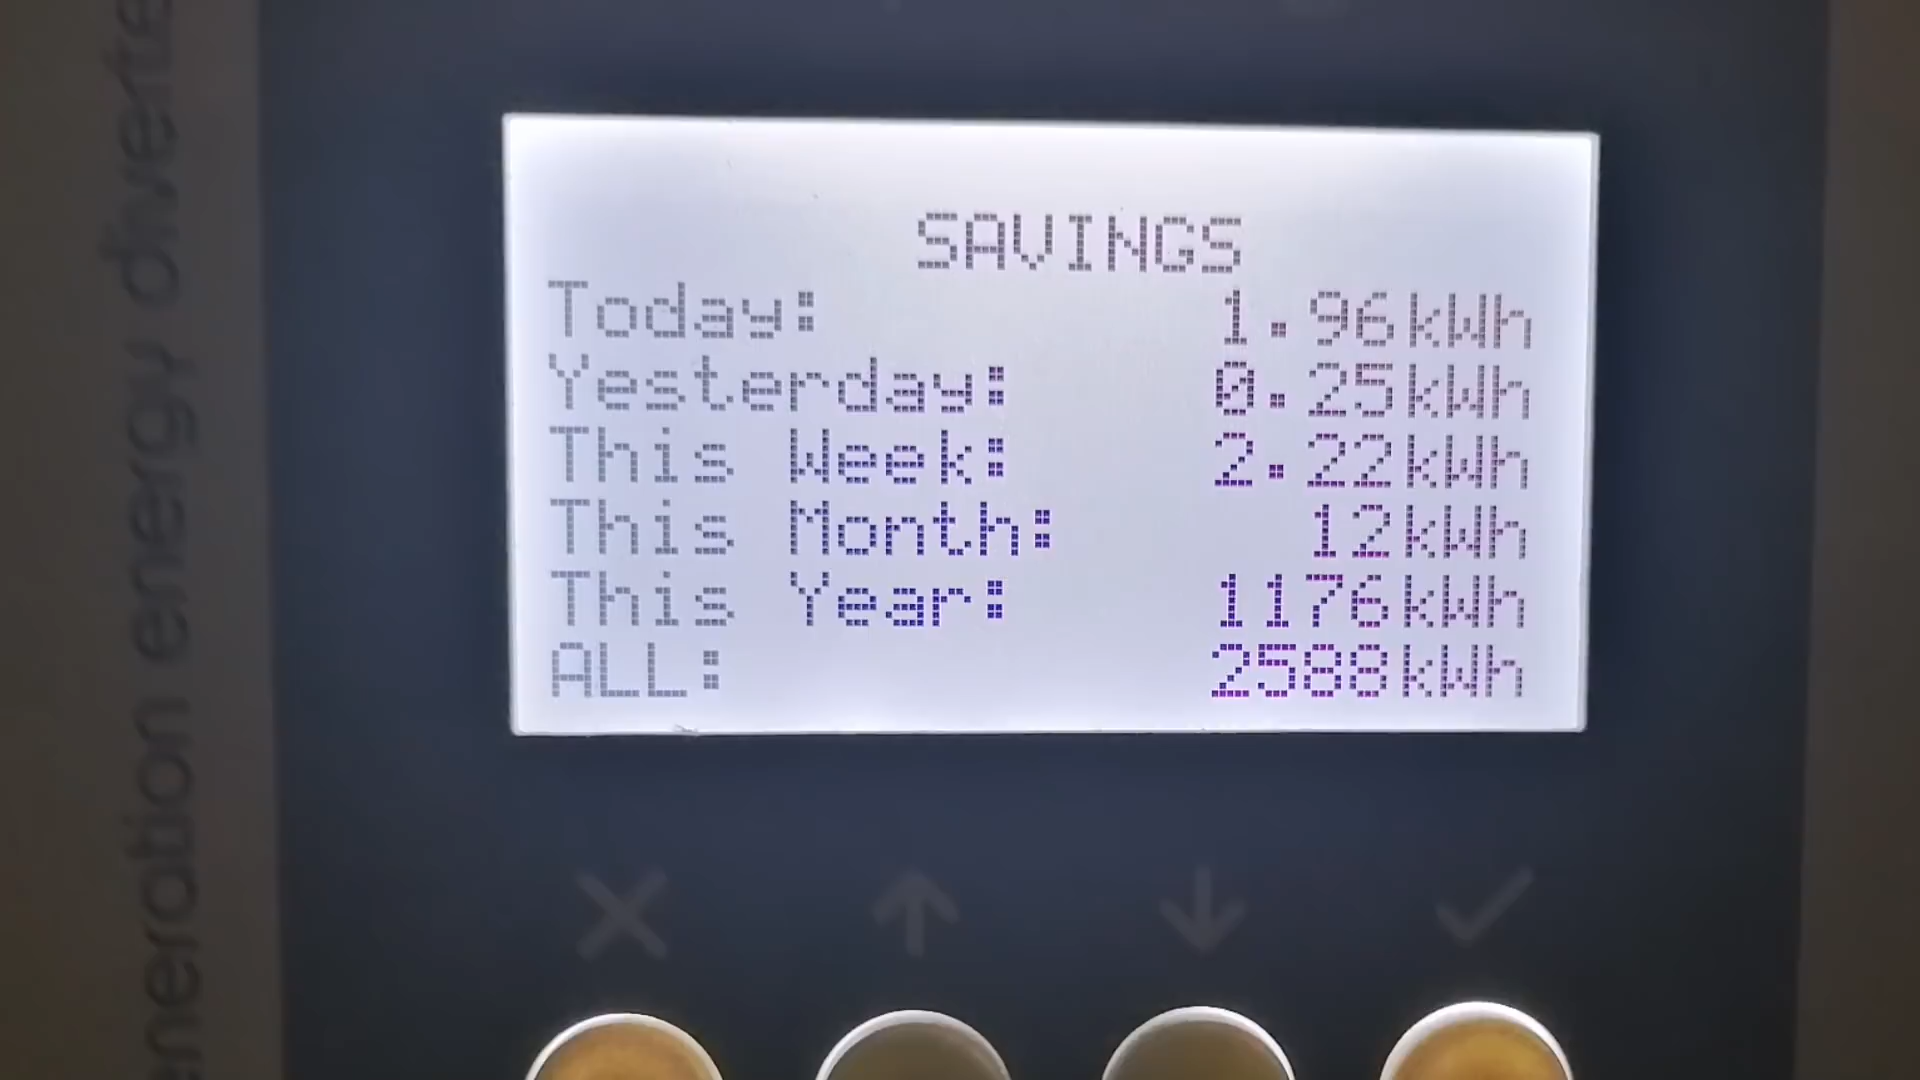 SAVINGS
Today: 1.96kWh
Yesterday: 0.25kWh
This Week: 2.22kWh
This Month: 12kWh
This Year: 1176kWh
ALL: 2588kWh
energy